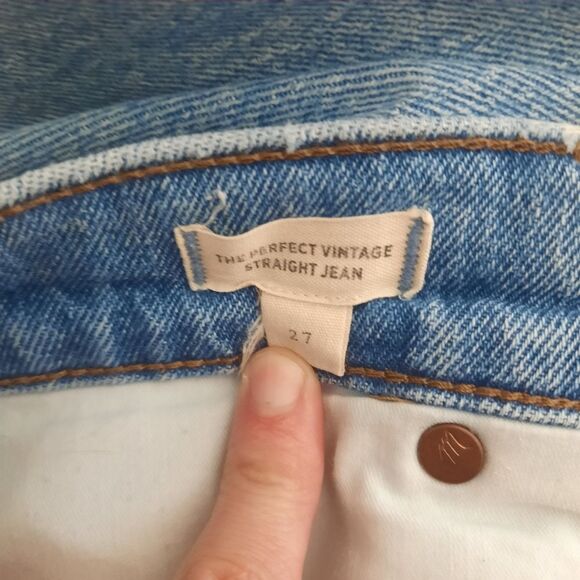 THE PERFECT VINTAGE
STRAIGHT JEAN
27